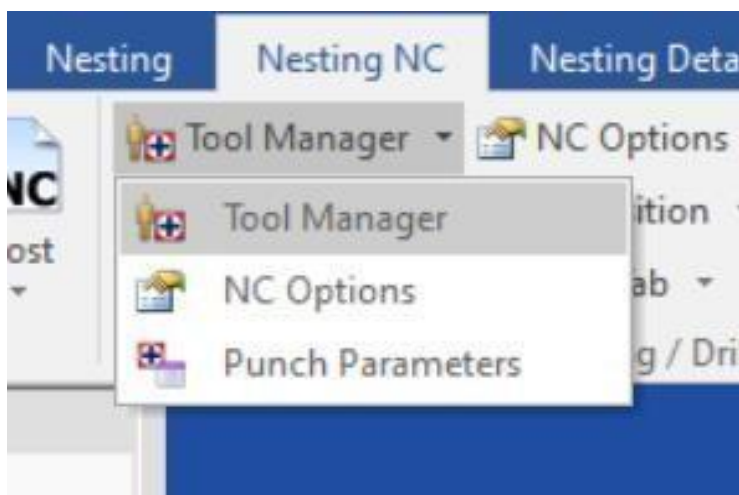 Nesting Nesting NC Nesting Deta
Tool Manager NC Options
NC
Tool Manager ition
ost
NC Options ab
Punch Parameters g / Dri